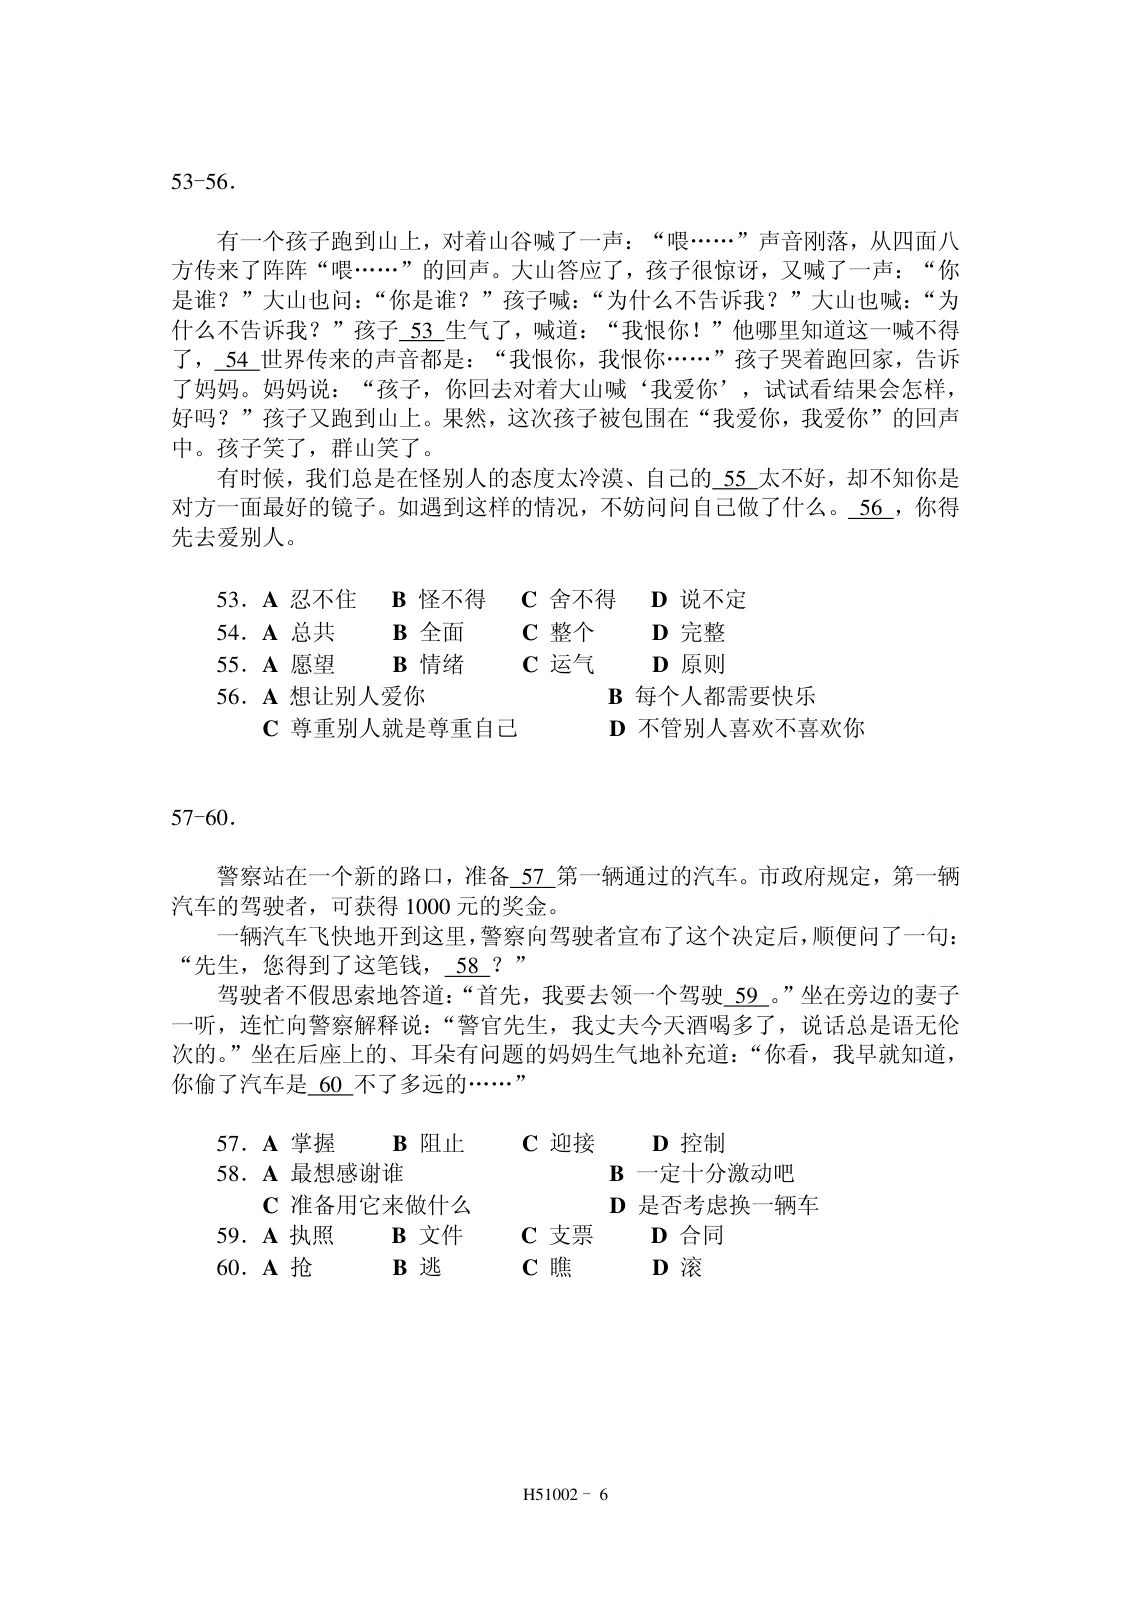 53-56.
有一个孩子跑到山上，对着山谷喊了一声：“喂……”声音刚落，从四面八
方传来了阵阵“喂……”的回声。大山答应了，孩子很惊讶，又喊了一声：“你
是谁？”大山也问：“你是谁？”孩子喊：“为什么不告诉我？”大山也喊：“为
什么不告诉我？”孩子 53 生气了，喊道：“我恨你！”他哪里知道这一喊不得
了， 54 世界传来的声音都是：“我恨你，我恨你……”孩子哭着跑回家，告诉
了妈妈。妈妈说：“孩子，你回去对着大山喊‘我爱你’，试试看结果会怎样，
好吗？”孩子又跑到山上。果然，这次孩子被包围在“我爱你，我爱你”的回声
中。孩子笑了，群山笑了。
有时候，我们总是在怪别人的态度太冷漠、自己的 55 太不好，却不知你是
对方一面最好的镜子。如遇到这样的情况，不妨问问自己做了什么。 56 ，你得
先去爱别人。
53. A 忍不住 B 怪不得 C 舍不得 D 说不定
54. A 总共 B 全面 C 整个 D 完整
55. A 愿望 B 情绪 C 运气 D 原则
56. A 想让别人爱你 B 每个人都需要快乐
C 尊重别人就是尊重自己 D 不管别人喜欢不喜欢你
57-60.
警察站在一个新的路口，准备 57 第一辆通过的汽车。市政府规定，第一辆
汽车的驾驶者，可获得 1000 元的奖金。
一辆汽车飞快地开到这里，警察向驾驶者宣布了这个决定后，顺便问了一句：
“先生，您得到了这笔钱， 58 ？”
驾驶者不假思索地答道：“首先，我要去领一个驾驶 59 。”坐在旁边的妻子
一听，连忙向警察解释说：“警官先生，我丈夫今天酒喝多了，说话总是语无伦
次的。”坐在后座上的、耳朵有问题的妈妈生气地补充道：“你看，我早就知道，
你偷了汽车是 60 不了多远的……”
57. A 掌握 B 阻止 C 迎接 D 控制
58. A 最想感谢谁 B 一定十分激动吧
C 准备用它来做什么 D 是否考虑换一辆车
59. A 执照 B 文件 C 支票 D 合同
60. A 抢 B 逃 C 瞧 D 滚
H51002 - 6